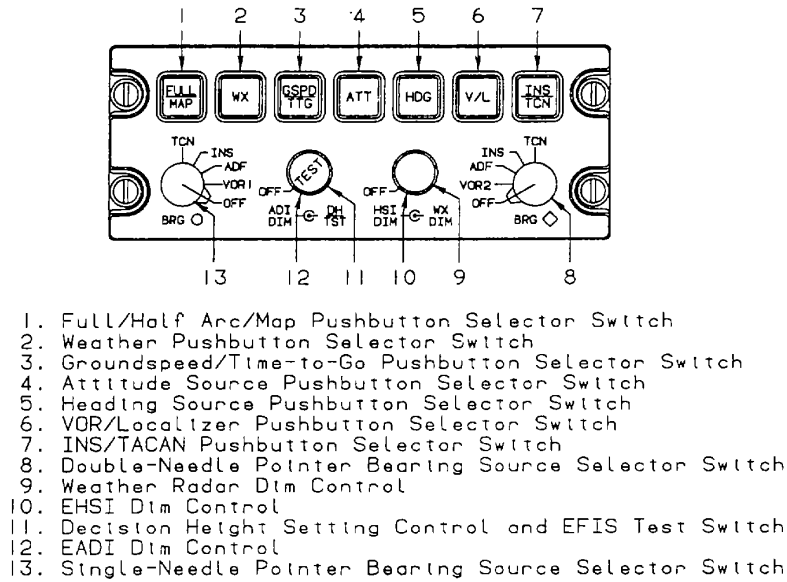 1 2 3 4 5 6 7
FULL
MAP
WX
GSPD
TTG
ATT
HDG
V/L
INS
TCN
TCN
INS
ADF
VOR1
OFF
BRG
OFF
TEST
ADI
DIM
DH
TST
OFF
HSI
DIM
WX
DIM
TCN
INS
ADF
VOR2
OFF
BRG
13 12 11 10 9 8
1. Full/Half Arc/Map Pushbutton Selector Switch
2. Weather Pushbutton Selector Switch
3. Groundspeed/Time-to-Go Pushbutton Selector Switch
4. Attitude Source Pushbutton Selector Switch
5. Heading Source Pushbutton Selector Switch
6. VOR/Localizer Pushbutton Selector Switch
7. INS/TACAN Pushbutton Selector Switch
8. Double-Needle Pointer Bearing Source Selector Switch
9. Weather Radar Dim Control
10. EHSI Dim Control
11. Decision Height Setting Control and EFIS Test Switch
12. EADI Dim Control
13. Single-Needle Pointer Bearing Source Selector Switch